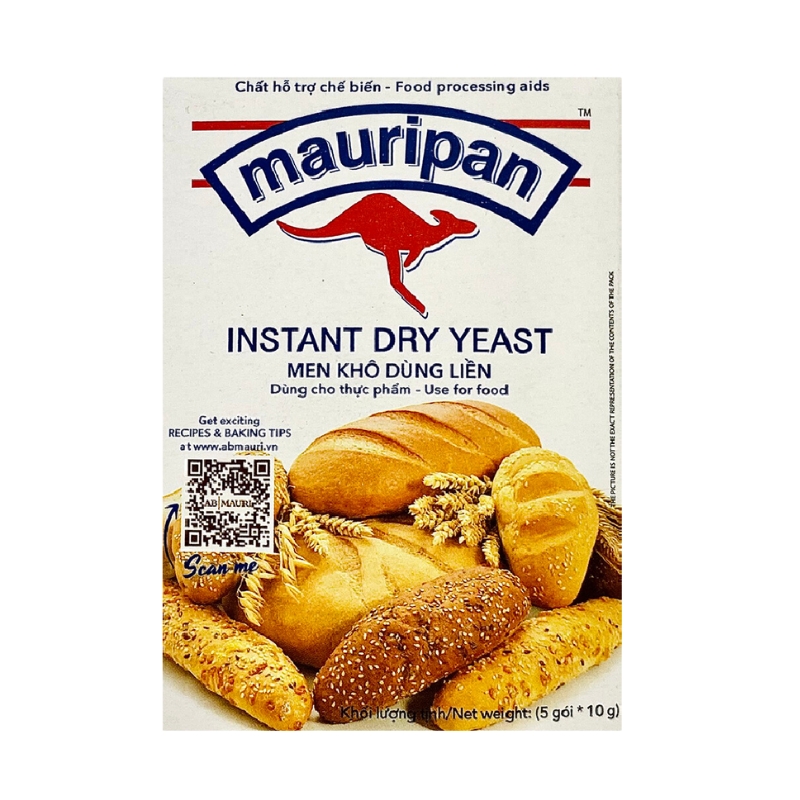 Chất hỗ trợ chế biến - Food processing aids
mauripan
TM
INSTANT DRY YEAST
MEN KHÔ DÙNG LIỀN
Dùng cho thực phẩm - Use for food
Get exciting
RECIPES & BAKING TIPS
at www.abmauri.vn
AB MAURI
Scan me
THE PICTURE IS NOT THE EXACT REPRESENTATION OF THE CONTENTS OF THE PACK
Khối lượng tịnh/Net weight: (5 gói * 10 g)